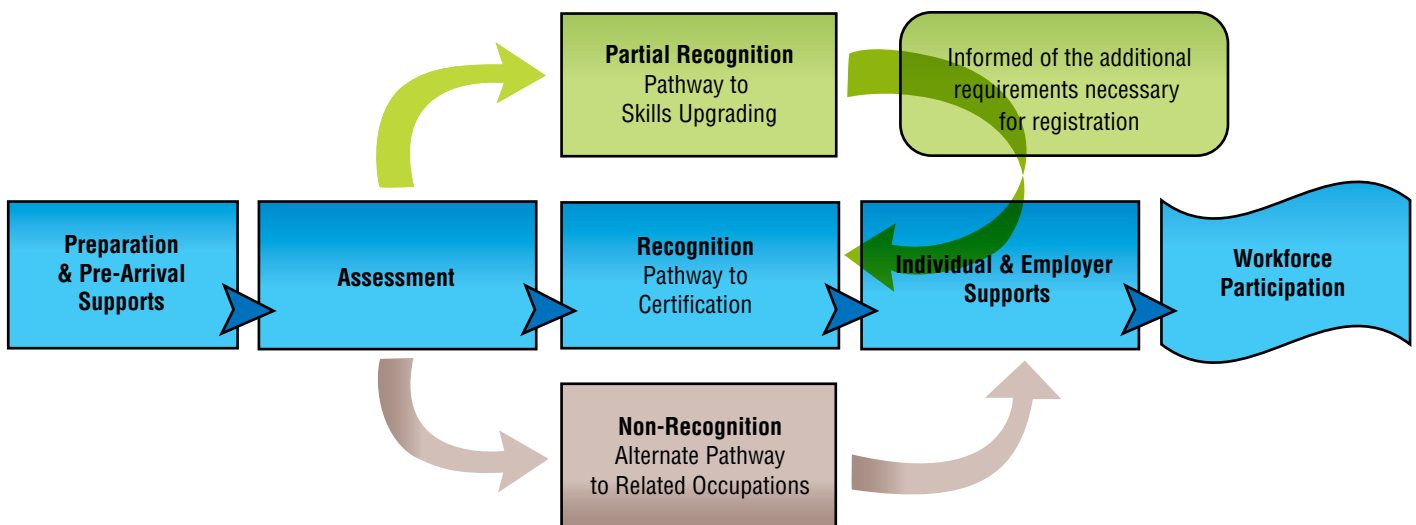 Partial Recognition
Pathway to
Skills Upgrading
Informed of the additional
requirements necessary
for registration
Preparation
& Pre-Arrival
Supports
Assessment
Recognition
Pathway to
Certification
Individual & Employer
Supports
Workforce
Participation
Non-Recognition
Alternate Pathway
to Related Occupations